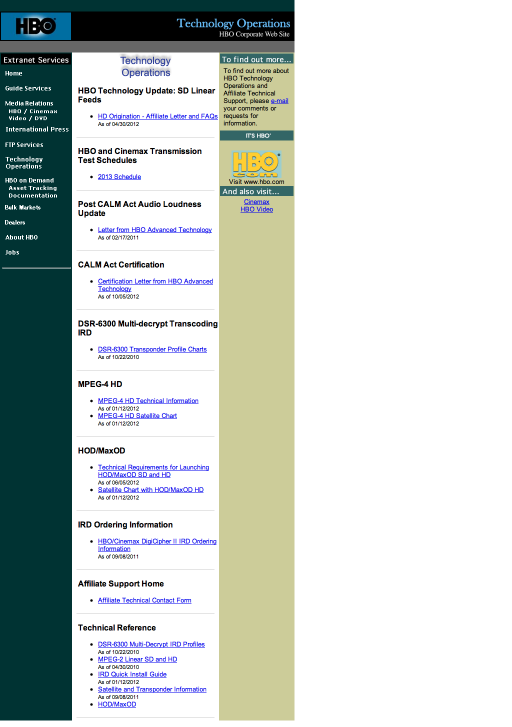 HBO
Technology Operations
HBO Corporate Web Site
Extranet Services
Home
Guide Services
Media Relations
HBO / Cinemax
Video / DVD
International Press
FTP Services
Technology
Operations
HBO on Demand
Asset Tracking
Documentation
Bulk Markets
Dealers
About HBO
Jobs
Technology
Operations
HBO Technology Update: SD Linear
Feeds
HD Origination - Affiliate Letter and FAQs
As of 04/30/2012
HBO and Cinemax Transmission
Test Schedules
2013 Schedule
Post CALM Act Audio Loudness
Update
Letter from HBO Advanced Technology
As of 02/17/2011
CALM Act Certification
Certification Letter from HBO Advanced
Technology
As of 10/05/2012
DSR-6300 Multi-decrypt Transcoding
IRD
DSR-6300 Transponder Profile Charts
As of 10/22/2010
MPEG-4 HD
MPEG-4 HD Technical Information
As of 01/12/2012
MPEG-4 HD Satellite Chart
As of 01/12/2012
HOD/MaxOD
Technical Requirements for Launching
HOD/MaxOD SD and HD
As of 06/05/2012
Satellite Chart with HOD/MaxOD HD
As of 01/12/2012
IRD Ordering Information
HBO/Cinemax DigiCipher II IRD Ordering
Information
As of 09/08/2011
Affiliate Support Home
Affiliate Technical Contact Form
Technical Reference
DSR-6300 Multi-Decrypt IRD Profiles
As of 10/22/2010
MPEG-2 Linear SD and HD
As of 04/30/2010
IRD Quick Install Guide
As of 01/12/2012
Satellite and Transponder Information
As of 09/08/2011
HOD/MaxOD
To find out more...
To find out more about
HBO Technology
Operations and
Affiliate Technical
Support, please e-mail
your comments or
requests for
information.
IT'S HBO'
HBO
.COM
Visit www.hbo.com
And also visit...
Cinemax
HBO Video